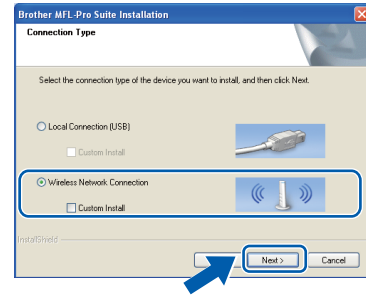 Brother MFL-Pro Suite Installation
Connection Type
Select the connection type of the device you want to install, and then click Next.
Local Connection (USB)
Custom Install
Wireless Network Connection
Custom Install
InstallShield
Next >
Cancel